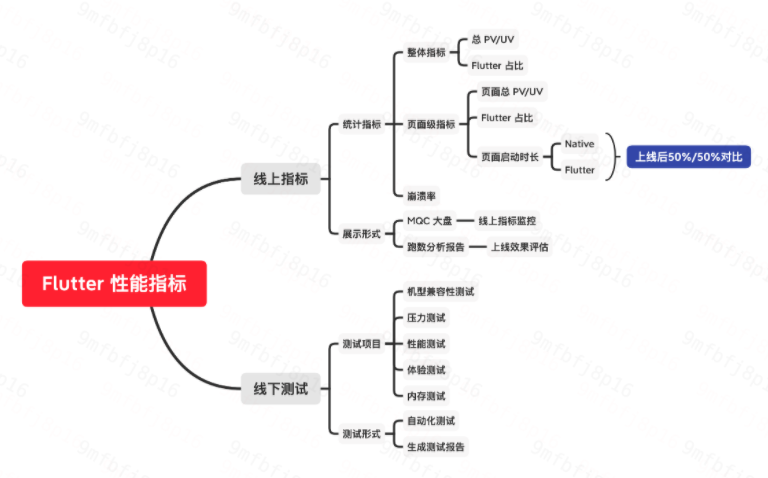 Flutter 性能指标
线上指标
统计指标
整体指标
总 PV/UV
Flutter 占比
页面级指标
页面总 PV/UV
Flutter 占比
页面启动时长
Native
Flutter
上线后50%/50%对比
崩溃率
展示形式
MQC 大盘
线上指标监控
跑数分析报告
上线效果评估
线下测试
测试项目
机型兼容性测试
压力测试
性能测试
体验测试
内存测试
测试形式
自动化测试
生成测试报告
9mfbfj8p16